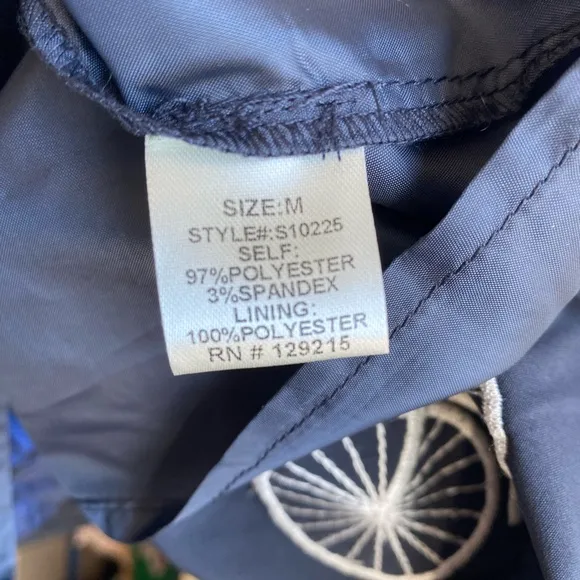 SIZE:M
STYLE#:S10225
SELF:
97%POLYESTER
3%SPANDEX
LINING:
100%POLYESTER
RN # 129215